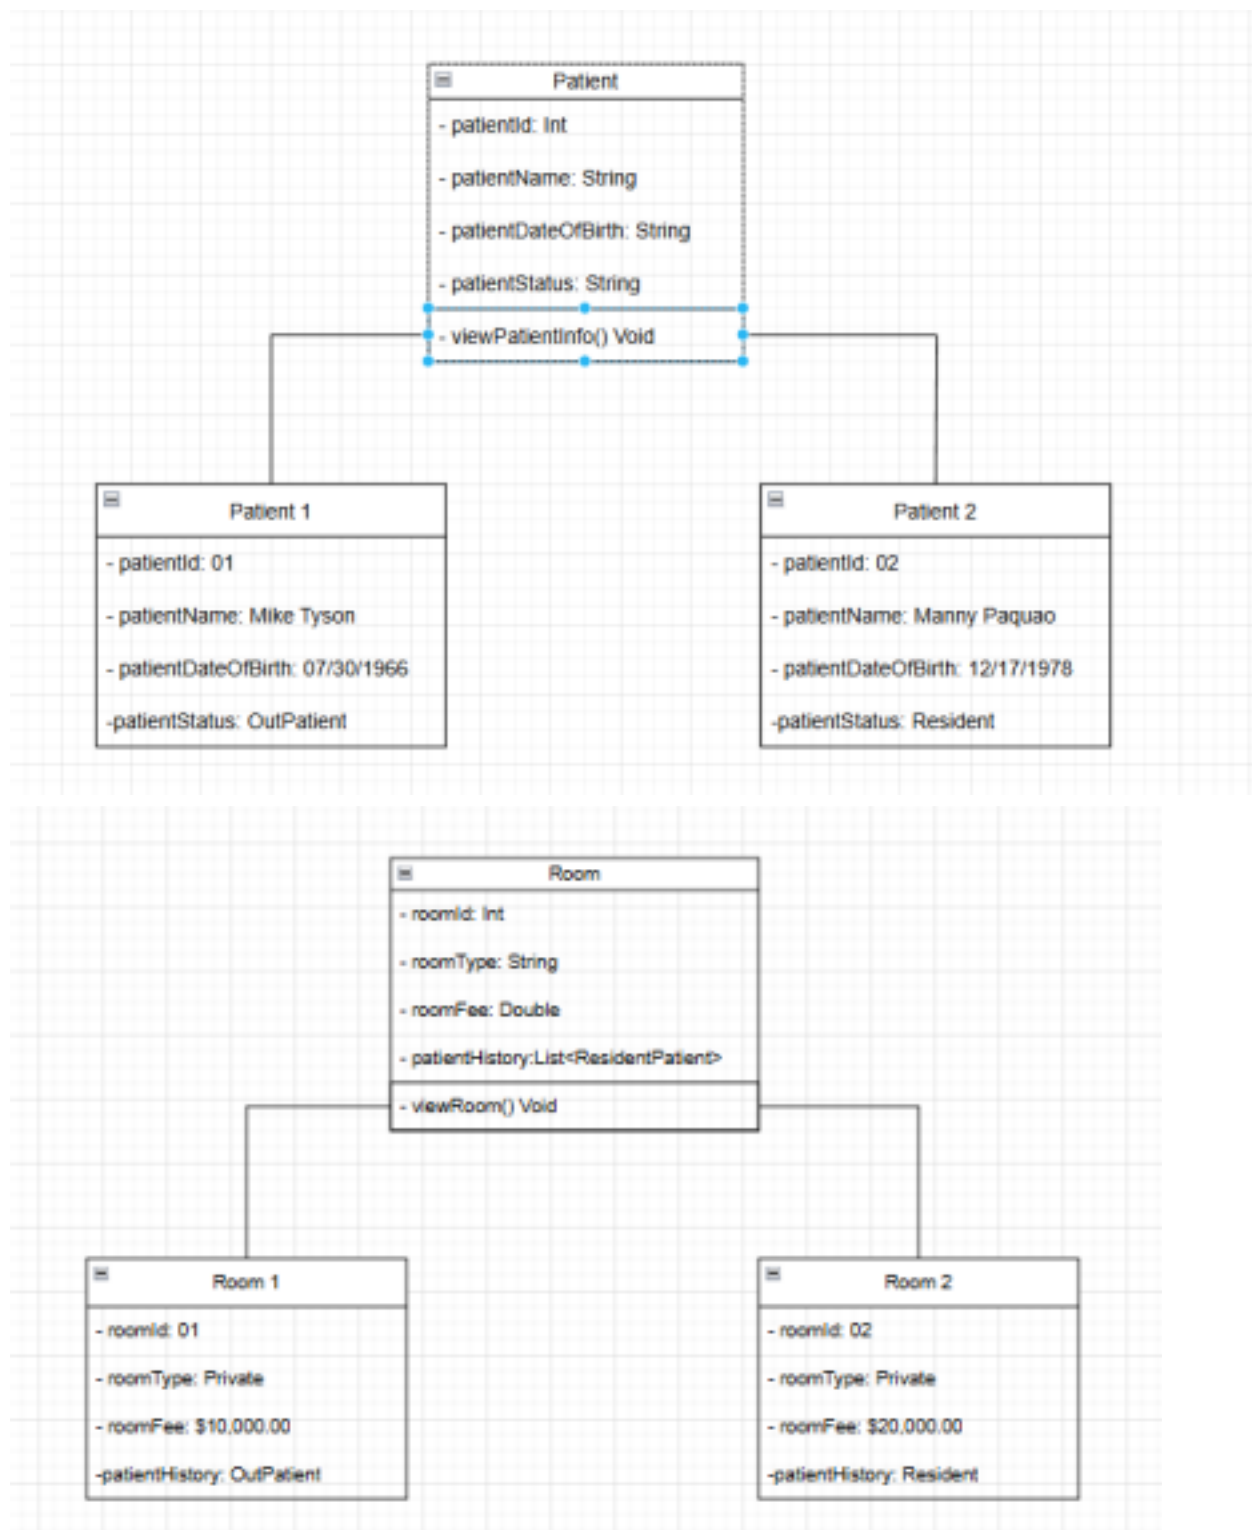 Patient
- patientId: Int
- patientName: String
- patientDateOfBirth: String
- patientStatus: String
- viewPatientInfo() Void
Patient 1
- patientId: 01
- patientName: Mike Tyson
- patientDateOfBirth: 07/30/1966
-patientStatus: OutPatient
Patient 2
- patientId: 02
- patientName: Manny Paquao
- patientDateOfBirth: 12/17/1978
-patientStatus: Resident
Room
- roomId: Int
- roomType: String
- roomFee: Double
- patientHistory:List<ResidentPatient>
- viewRoom() Void
Room 1
- roomId: 01
- roomType: Private
- roomFee: $10,000.00
-patientHistory: OutPatient
Room 2
- roomId: 02
- roomType: Private
- roomFee: $20,000.00
-patientHistory: Resident